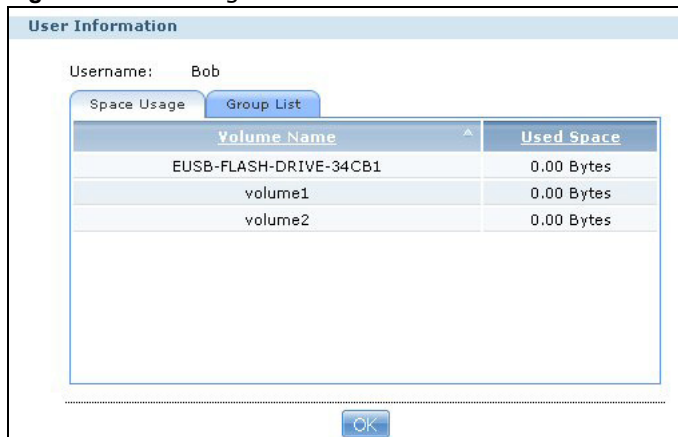 User Information
Username: Bob
Space Usage Group List
Volume Name Used Space
EUSB-FLASH-DRIVE-34CB1 0.00 Bytes
volume1 0.00 Bytes
volume2 0.00 Bytes
OK